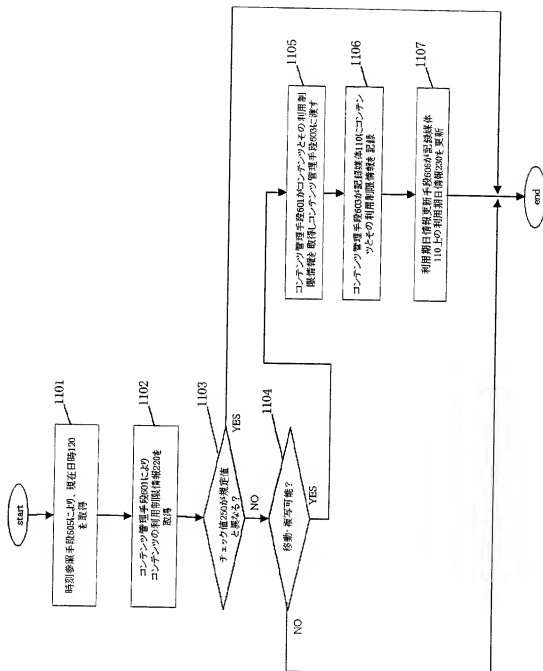 start
1101
時刻参照手段605により、現在日時120
を取得
1102
コンテンツ管理手段601により
コンテンツの利用制限情報220を
取得
1103
チェック値250が規定値
と異なる?
YES
NO
1104
移動・複写可能?
YES
NO
1105
コンテンツ管理手段601がコンテンツとその利用制
限情報を取得しコンテンツ管理手段603に渡す
1106
コンテンツ管理手段603が記録媒体110にコンテン
ツとその利用制限情報を記録
1107
利用期日情報更新手段606が記録媒体
110上の利用期日情報230を更新
end